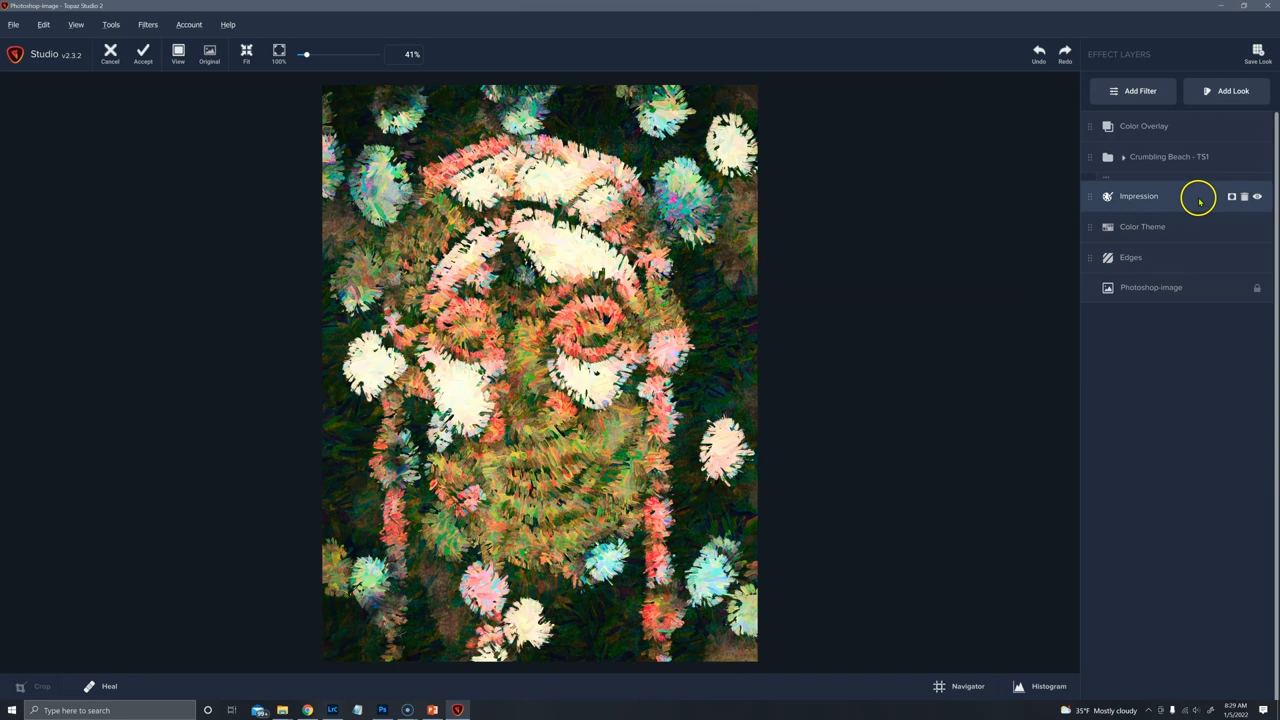 Photoshop-image - Topaz Studio 2
File Edit View Tools Filters Account Help
Studio v2.3.2 Cancel Accept View Original Fit 100% 41% Undo Redo EFFECT LAYERS Save Look
Add Filter Add Look
Color Overlay
Crumbling Beach - TS1
...
Impression
Color Theme
Edges
Photoshop-image
Crop Heal Navigator Histogram
Type here to search 99+ LrC Ps P 35°F Mostly cloudy 8:29 AM
1/5/2022